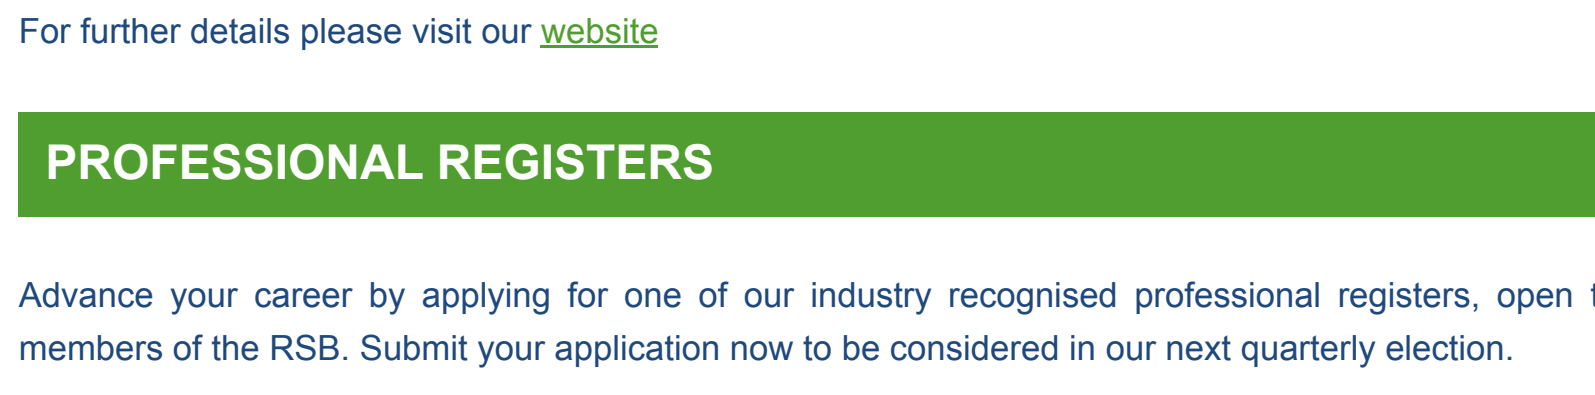 For further details please visit our website
PROFESSIONAL REGISTERS
Advance your career by applying for one of our industry recognised professional registers, open
members of the RSB. Submit your application now to be considered in our next quarterly election.